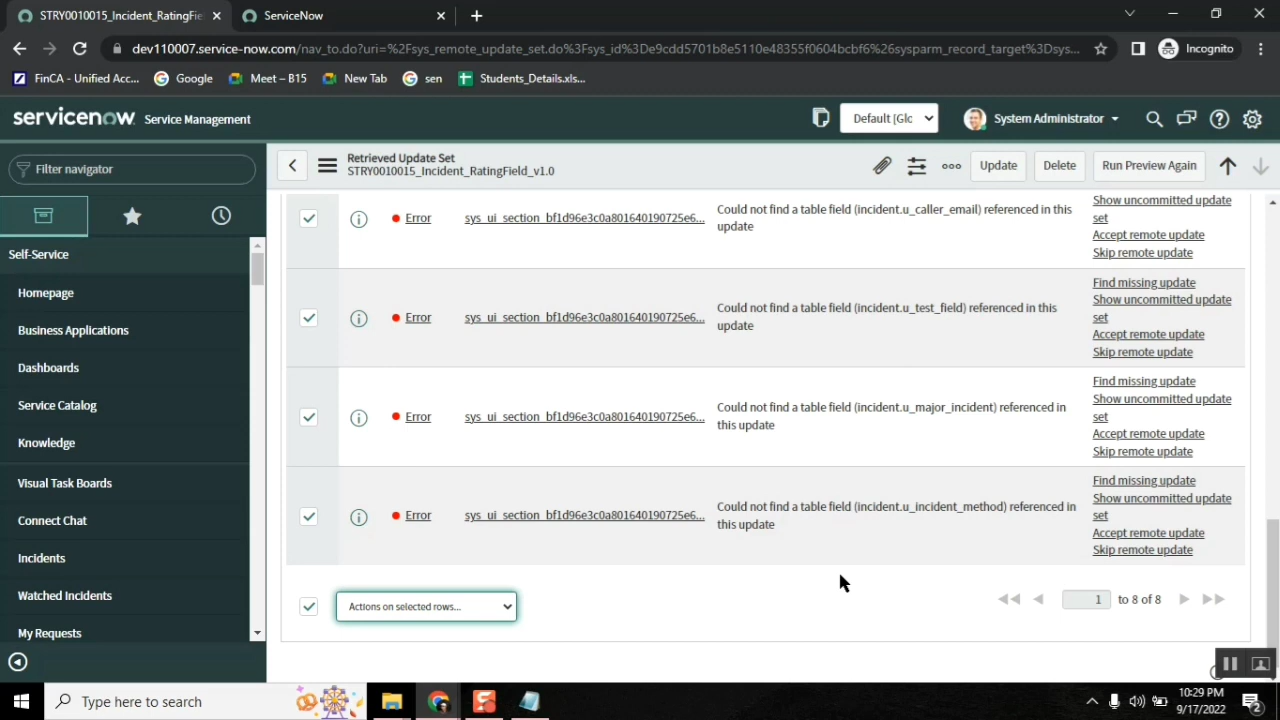 STRY0010015_Incident_RatingFie
ServiceNow
dev110007.service-now.com/nav_to.do?uri=%2Fsys_remote_update_set.do%3Fsys_id%3De9cdd5701b8e5110e48355f0604bcbf6%26sysparm_record_target%3Dsys...
Incognito
FinCA - Unified Acc...
Google
Meet – B15
New Tab
sen
Students_Details.xls...
servicenow
Service Management
Default [Glc
System Administrator
Filter navigator
Retrieved Update Set
STRY0010015_Incident_RatingField_v1.0
Update
Delete
Run Preview Again
Self-Service
Homepage
Business Applications
Dashboards
Service Catalog
Knowledge
Visual Task Boards
Connect Chat
Incidents
Watched Incidents
My Requests
Error
sys_ui_section_bf1d96e3c0a801640190725e6...
Could not find a table field (incident.u_caller_email) referenced in this
update
Show uncommitted update
set
Accept remote update
Skip remote update
Error
sys_ui_section_bf1d96e3c0a801640190725e6...
Could not find a table field (incident.u_test_field) referenced in this
update
Find missing update
Show uncommitted update
set
Accept remote update
Skip remote update
Error
sys_ui_section_bf1d96e3c0a801640190725e6...
Could not find a table field (incident.u_major_incident) referenced in
this update
Find missing update
Show uncommitted update
set
Accept remote update
Skip remote update
Error
sys_ui_section_bf1d96e3c0a801640190725e6...
Could not find a table field (incident.u_incident_method) referenced in
this update
Find missing update
Show uncommitted update
set
Accept remote update
Skip remote update
Actions on selected rows...
1 to 8 of 8
Type here to search
10:29 PM
9/17/2022
2